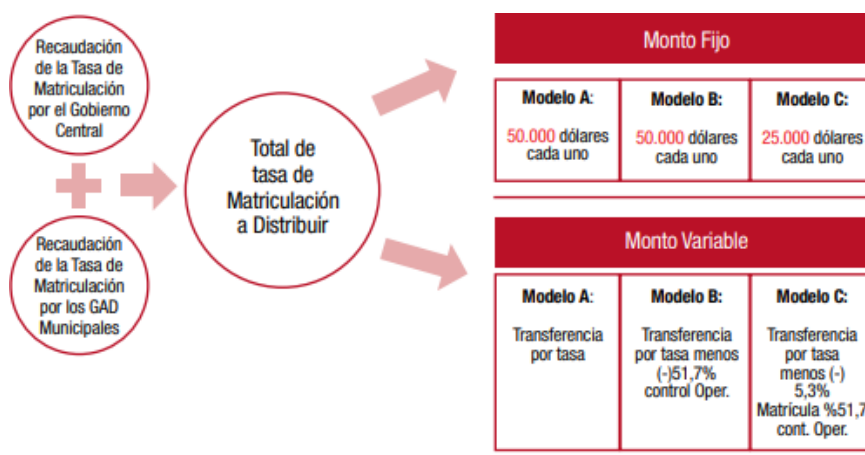 Recaudación
de la Tasa de
Matriculación
por el Gobierno
Central
Recaudación
de la Tasa de
Matriculación
por los GAD
Municipales
Total de
tasa de
Matriculación
a Distribuir
Monto Fijo
Modelo A:
50.000 dólares
cada uno
Modelo B:
50.000 dólares
cada uno
Modelo C:
25.000 dólares
cada uno
Monto Variable
Modelo A:
Transferencia
por tasa
Modelo B:
Transferencia
por tasa menos
(-)51,7%
control Oper.
Modelo C:
Transferencia
por tasa
menos (-)
5,3%
Matrícula %51,7
cont. Oper.